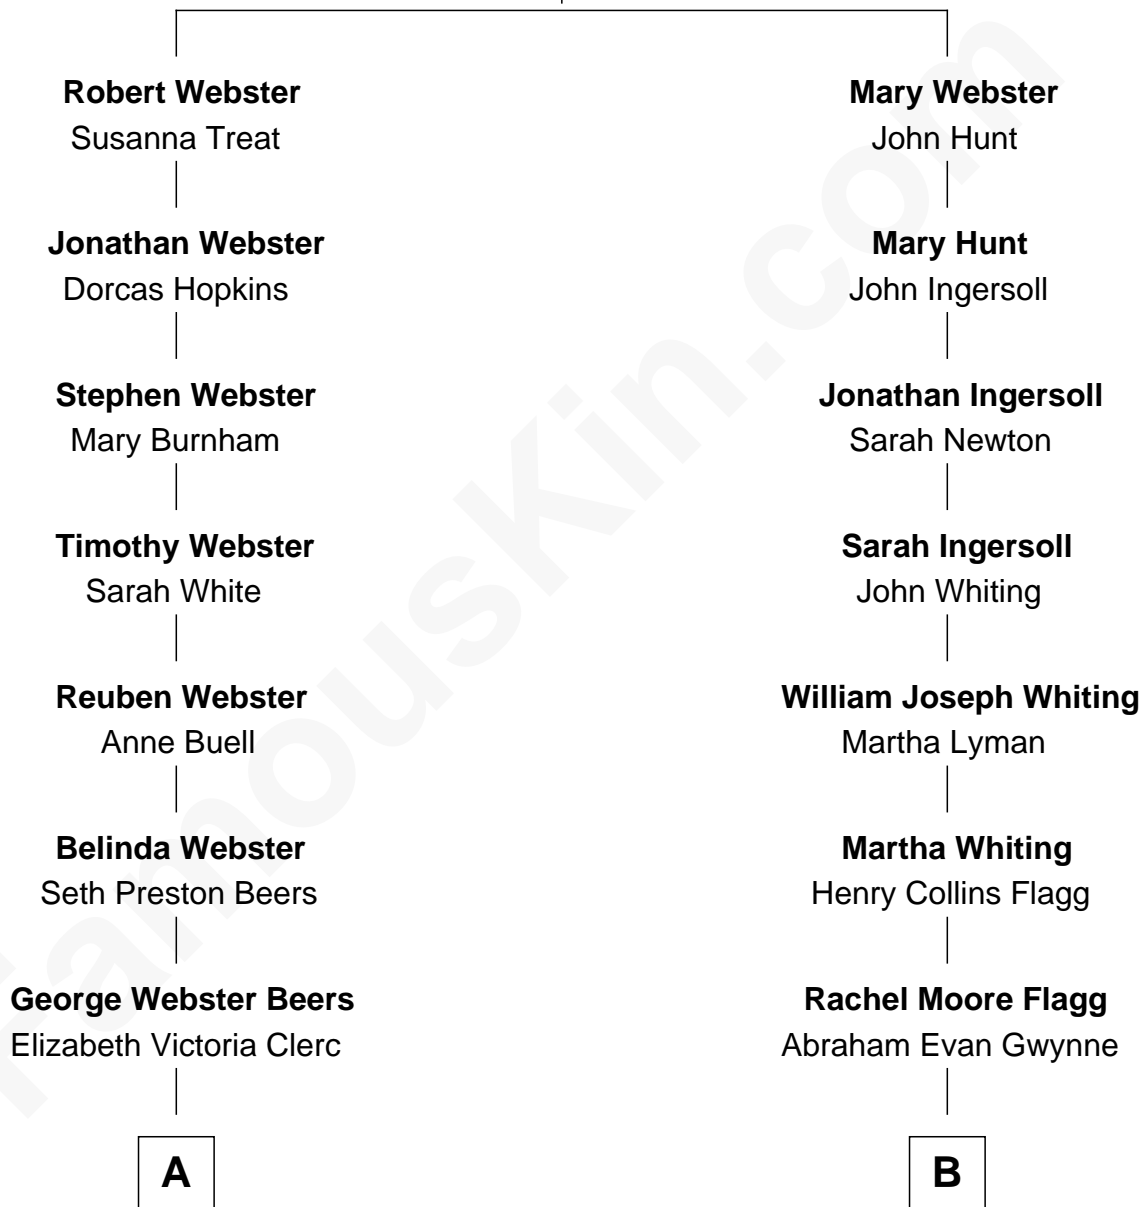 Robert Webster
Susanna Treat
Jonathan Webster
Dorcas Hopkins
Stephen Webster
Mary Burnham
Timothy Webster
Sarah White
Reuben Webster
Anne Buell
Belinda Webster
Seth Preston Beers
George Webster Beers
Elizabeth Victoria Clerc
A
Mary Webster
John Hunt
Mary Hunt
John Ingersoll
Jonathan Ingersoll
Sarah Newton
Sarah Ingersoll
John Whiting
William Joseph Whiting
Martha Lyman
Martha Whiting
Henry Collins Flagg
Rachel Moore Flagg
Abraham Evan Gwynne
B
FamousKin.com